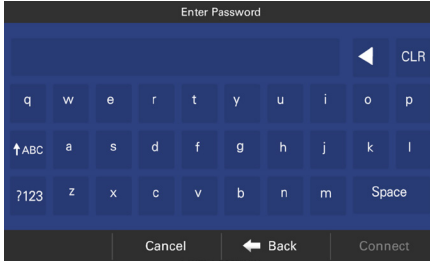 Enter Password
CLR
q w e r t y u i o p
ABC a s d f g h j k l
?123 z x c v b n m Space
Cancel Back Connect